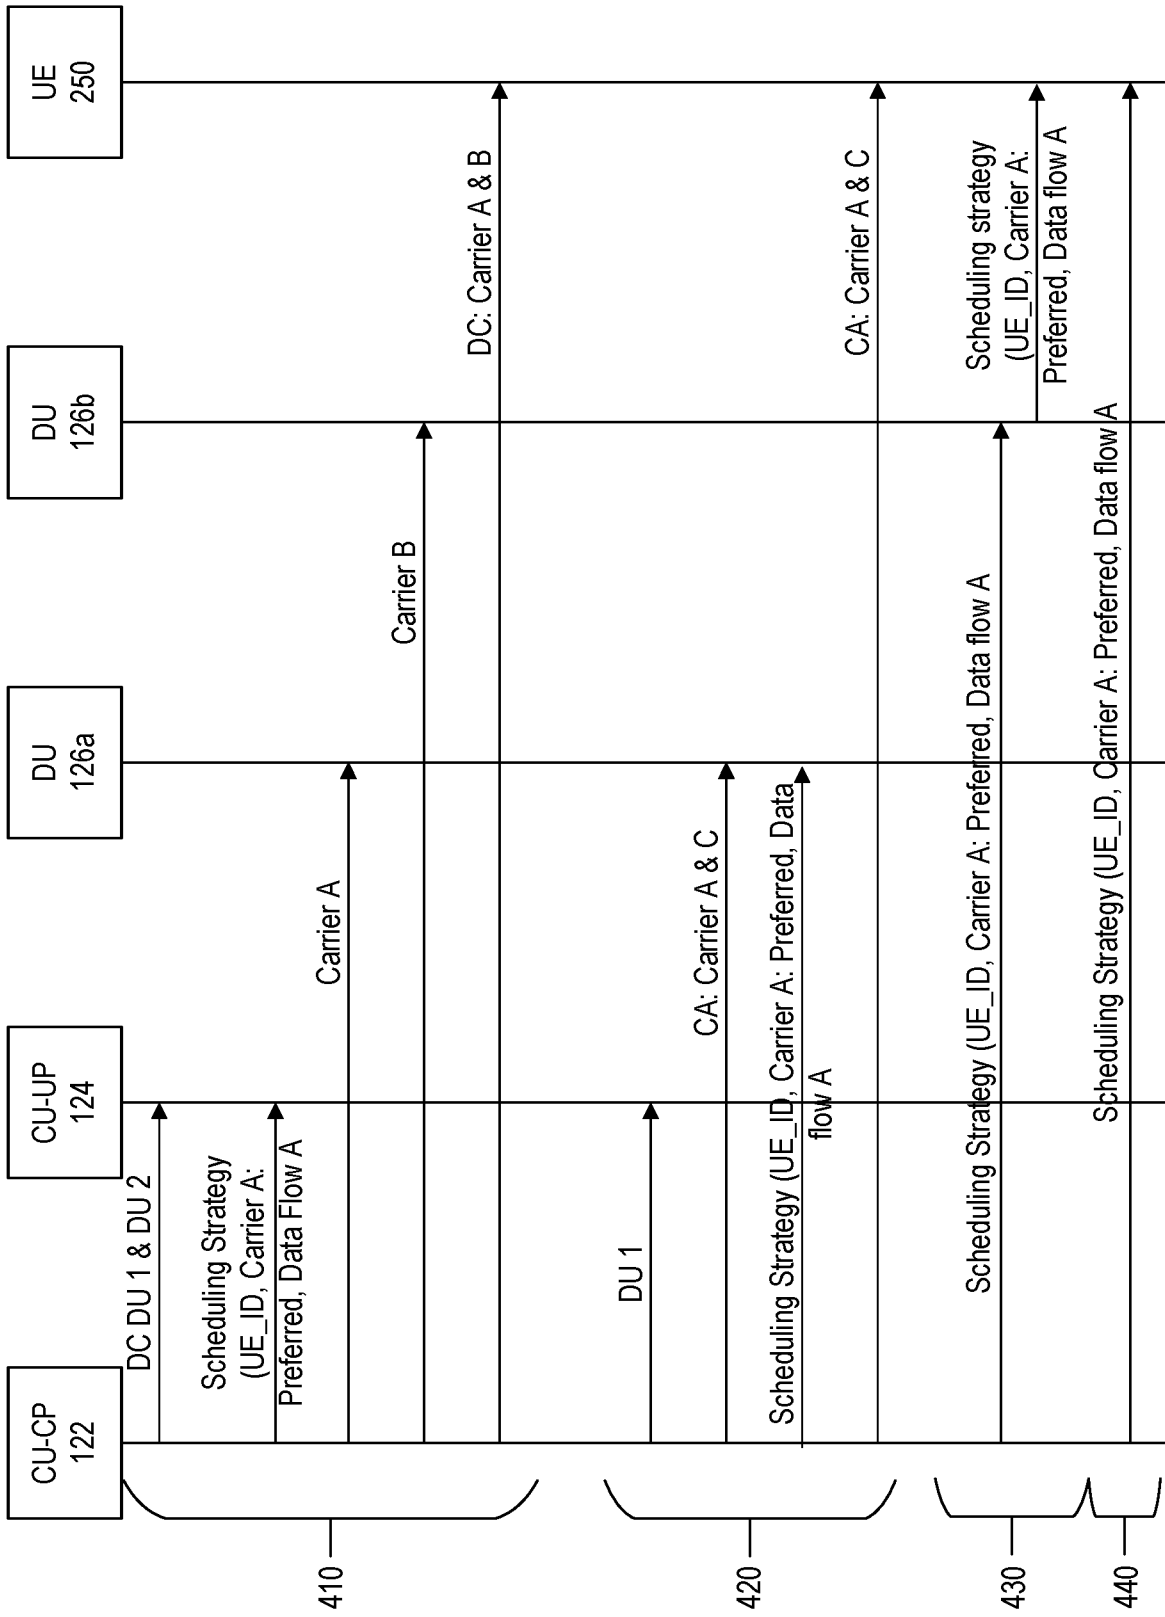 CU-CP
122
CU-UP
124
DU
126a
DU
126b
UE
250
410
DC DU 1 & DU 2
Scheduling Strategy
(UE_ID, Carrier A:
Preferred, Data Flow A
Carrier A
Carrier B
DC: Carrier A & B
420
DU 1
CA: Carrier A & C
Scheduling Strategy (UE_ID, Carrier A: Preferred, Data
flow A
CA: Carrier A & C
430
Scheduling Strategy (UE_ID, Carrier A: Preferred, Data flow A
Scheduling strategy
(UE_ID, Carrier A:
Preferred, Data flow A
440
Scheduling Strategy (UE_ID, Carrier A: Preferred, Data flow A